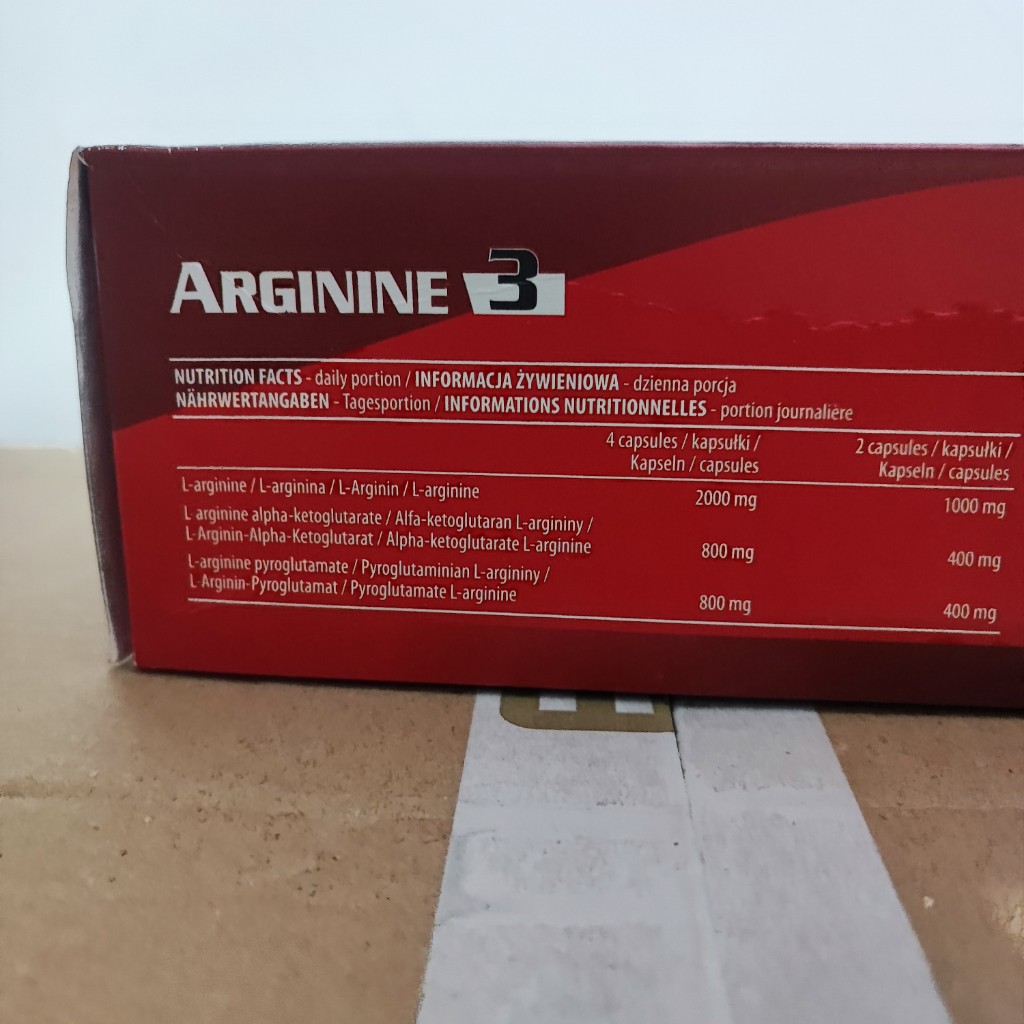 ARGININE 3
NUTRITION FACTS - daily portion / INFORMACJA ŻYWIENIOWA - dzienna porcja
NÄHRWERTANGABEN - Tagesportion / INFORMATIONS NUTRITIONNELLES - portion journalière
4 capsules / kapsułki / 2 capsules / kapsułki /
Kapseln / capsules Kapseln / capsules
L-arginine / L-arginina / L-Arginin / L-arginine 2000 mg 1000 mg
L arginine alpha-ketoglutarate / Alfa-ketoglutaran L-argininy /
L-Arginin-Alpha-Ketoglutarat / Alpha-ketoglutarate L-arginine 800 mg 400 mg
L-arginine pyroglutamate / Pyroglutaminian L-argininy /
L-Arginin-Pyroglutamat / Pyroglutamate L-arginine 800 mg 400 mg